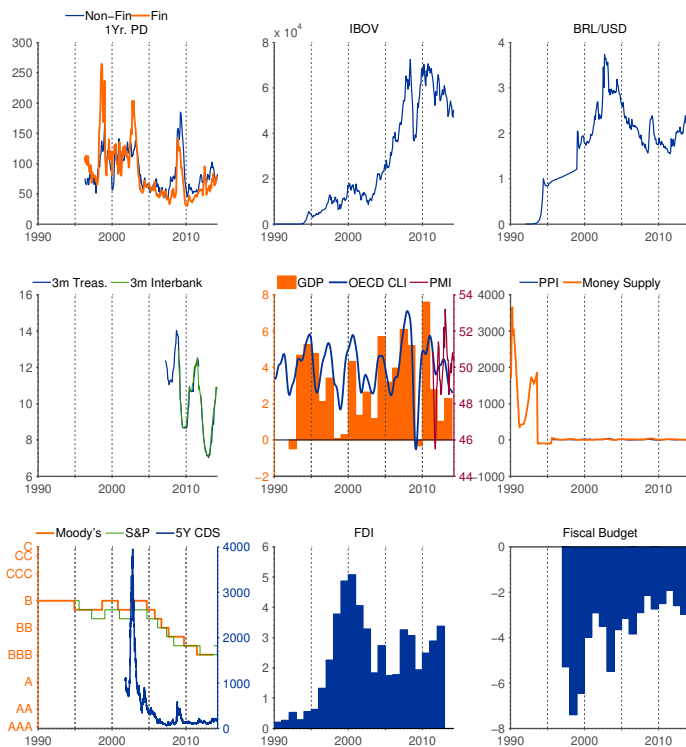 Non-Fin Fin
1Yr. PD
300
250
200
150
100
50
0
1990 2000 2010
x 10^4 IBOV
8
6
4
2
0
1990 2000 2010
BRL/USD
4
3
2
1
0
1990 2000 2010
3m Treas. 3m Interbank
16
14
12
10
8
6
1990 2000 2010
GDP OECD CLI PMI
8
6
4
2
0
−2
54
52
50
48
46
44
1990 2000 2010
PPI Money Supply
4000
3000
2000
1000
0
−1000
1990 2000 2010
Moody's S&P 5Y CDS
C
CC
CCC
B
BB
BBB
A
AA
AAA
4000
3000
2000
1000
0
1990 2000 2010
FDI
6
5
4
3
2
1
0
1990 2000 2010
Fiscal Budget
0
−2
−4
−6
−8
1990 2000 2010